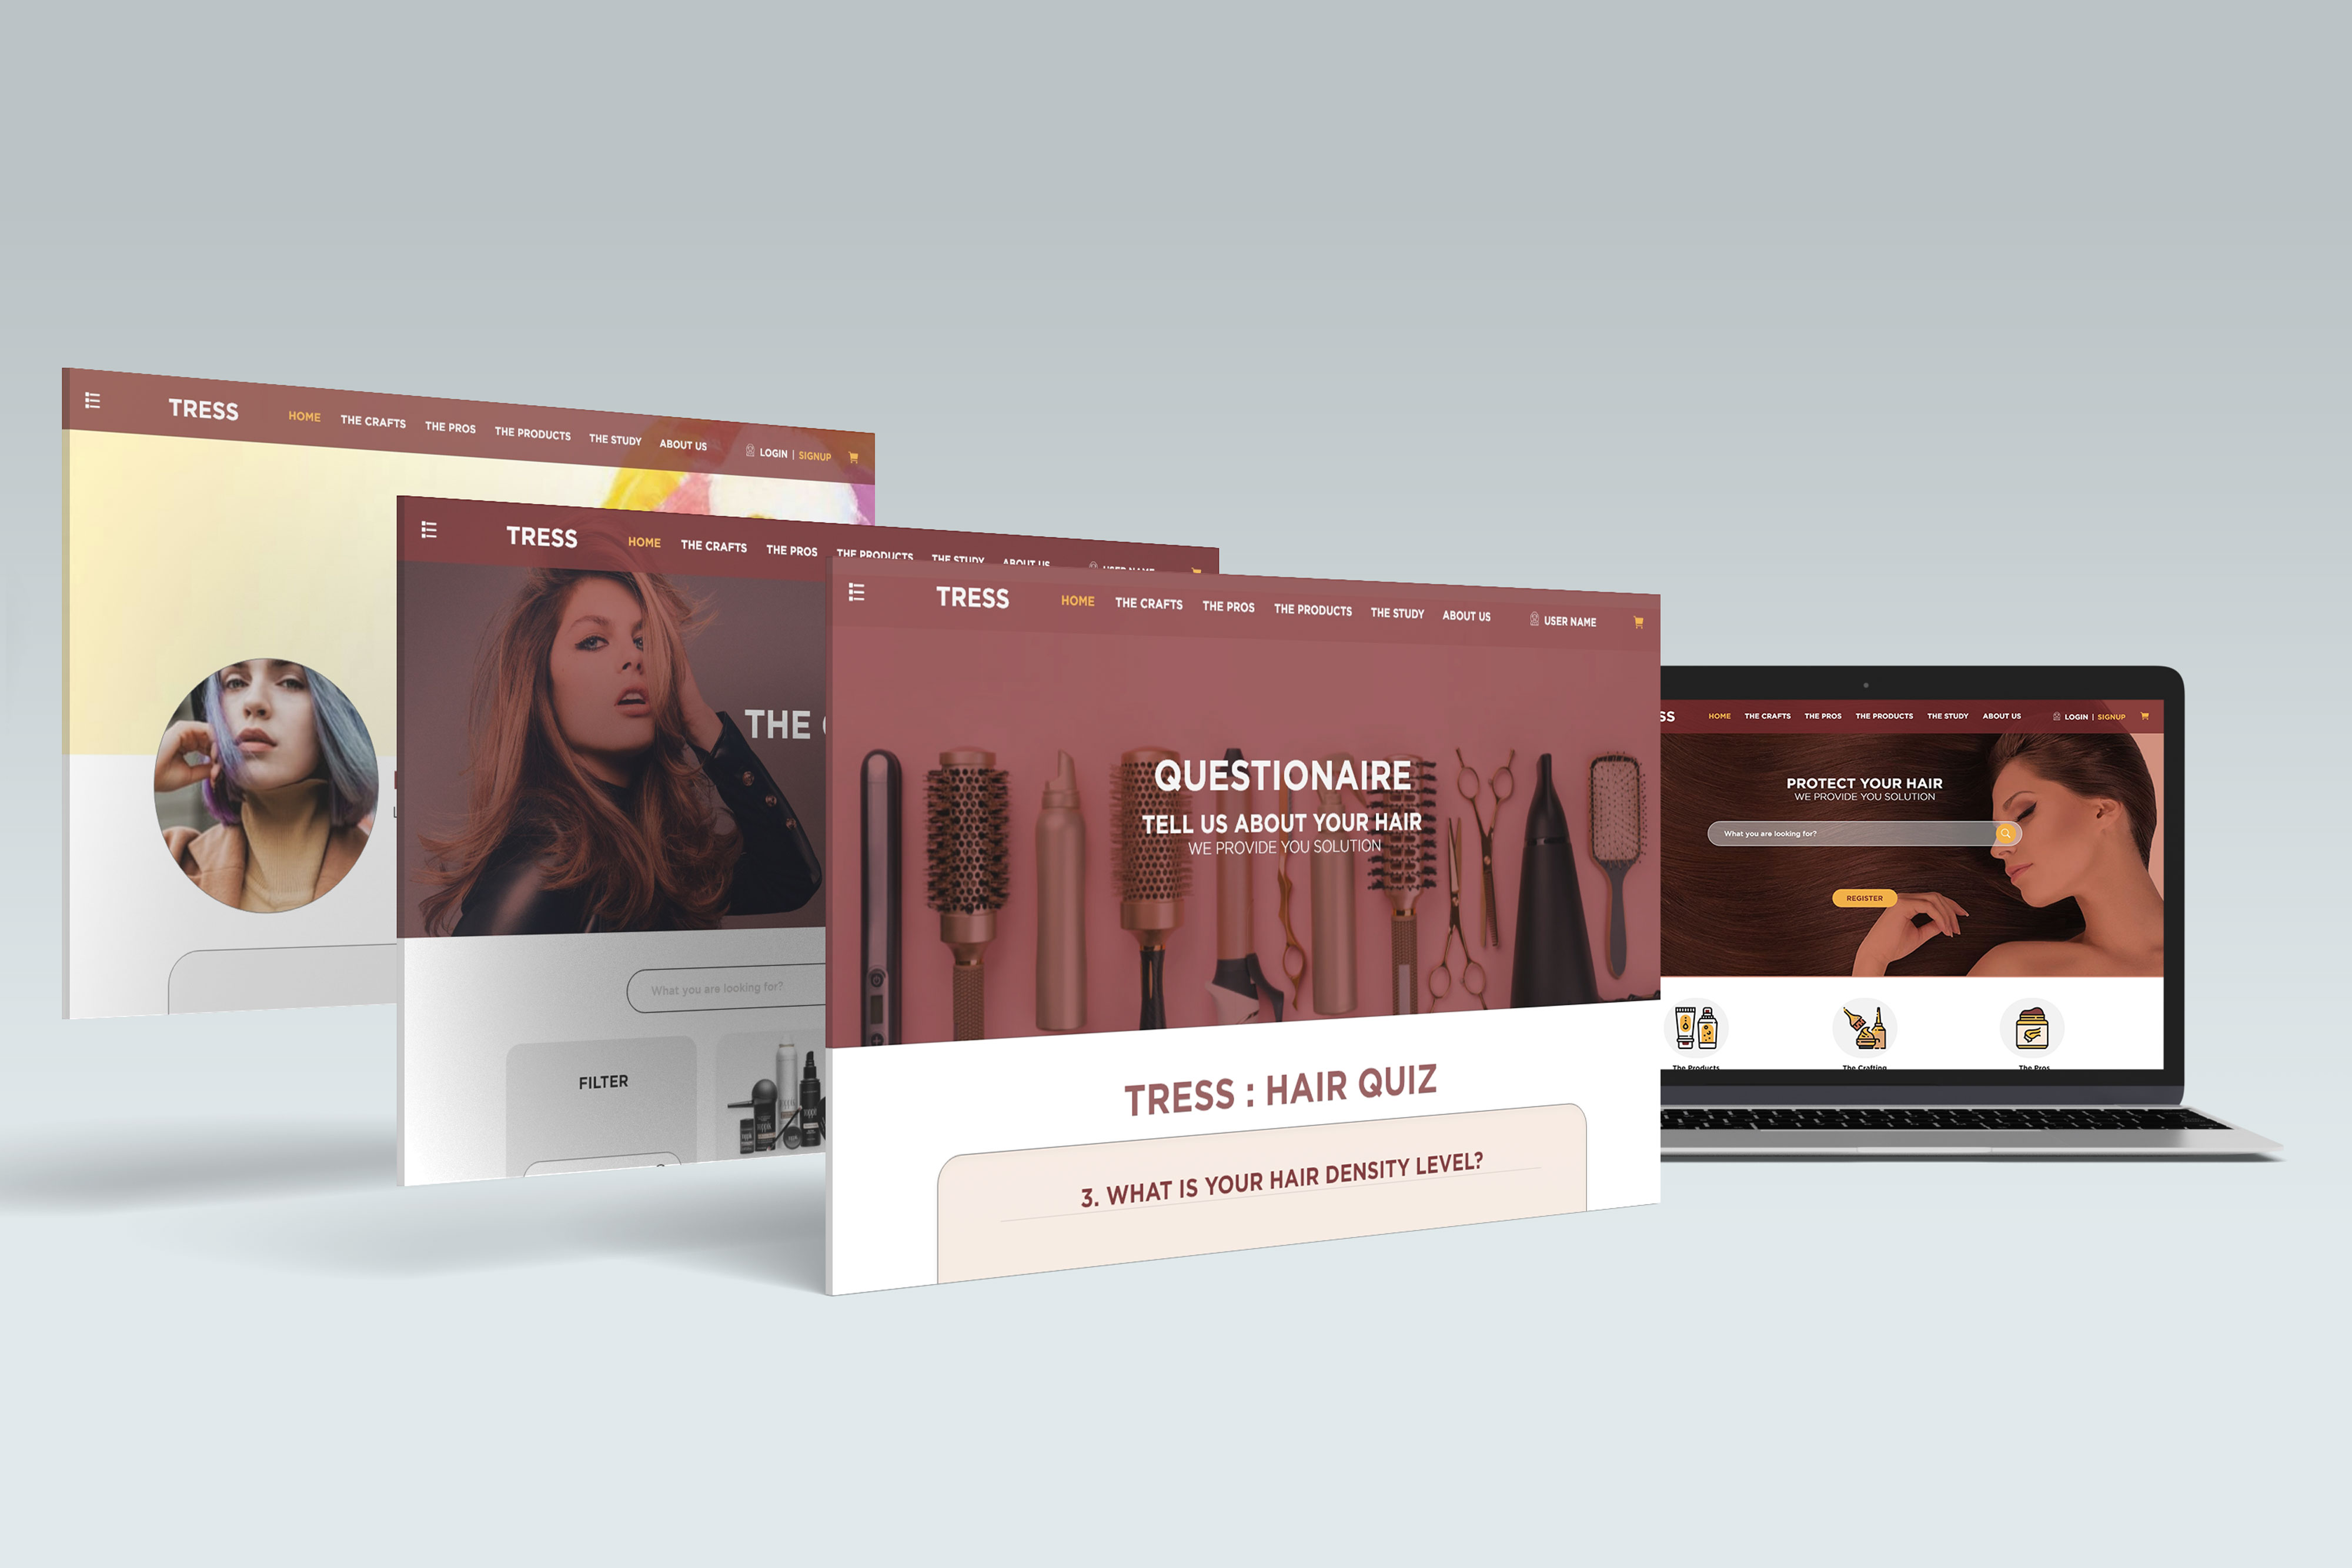 TRESS HOME THE CRAFTS THE PROS THE PRODUCTS THE STUDY ABOUT US LOGIN | SIGNUP
TRESS HOME THE CRAFTS THE PROS THE PRODUCTS THE STUDY ABOUT US USER NAME
THE
What you are looking for?
FILTER
TRESS HOME THE CRAFTS THE PROS THE PRODUCTS THE STUDY ABOUT US USER NAME
QUESTIONAIRE
TELL US ABOUT YOUR HAIR
WE PROVIDE YOU SOLUTION
TRESS : HAIR QUIZ
3. WHAT IS YOUR HAIR DENSITY LEVEL?
SS HOME THE CRAFTS THE PROS THE PRODUCTS THE STUDY ABOUT US LOGIN | SIGNUP
PROTECT YOUR HAIR
WE PROVIDE YOU SOLUTION
What you are looking for?
REGISTER
The Products The Crafting The Pros